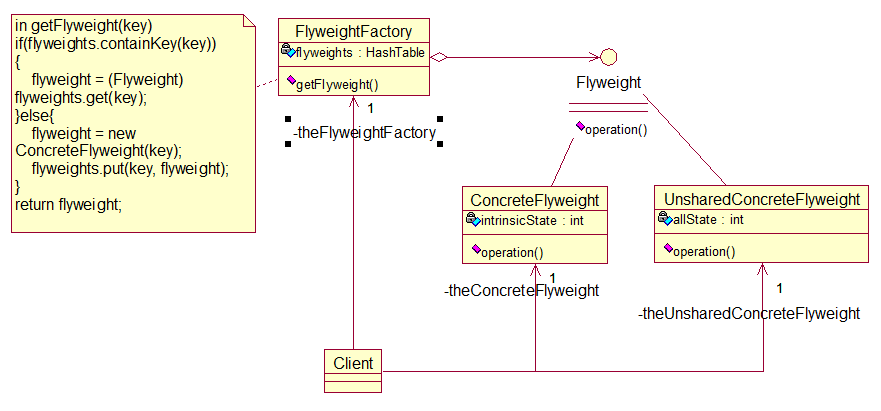 in getFlyweight(key)
if(flyweights.containKey(key))
{
flyweight = (Flyweight)
flyweights.get(key);
}else{
flyweight = new
ConcreteFlyweight(key);
flyweights.put(key, flyweight);
}
return flyweight;
FlyweightFactory
flyweights : HashTable
getFlyweight()
1
-theFlyweightFactory
Flyweight
operation()
ConcreteFlyweight
intrinsicState : int
operation()
1
-theConcreteFlyweight
UnsharedConcreteFlyweight
allState : int
operation()
1
-theUnsharedConcreteFlyweight
Client